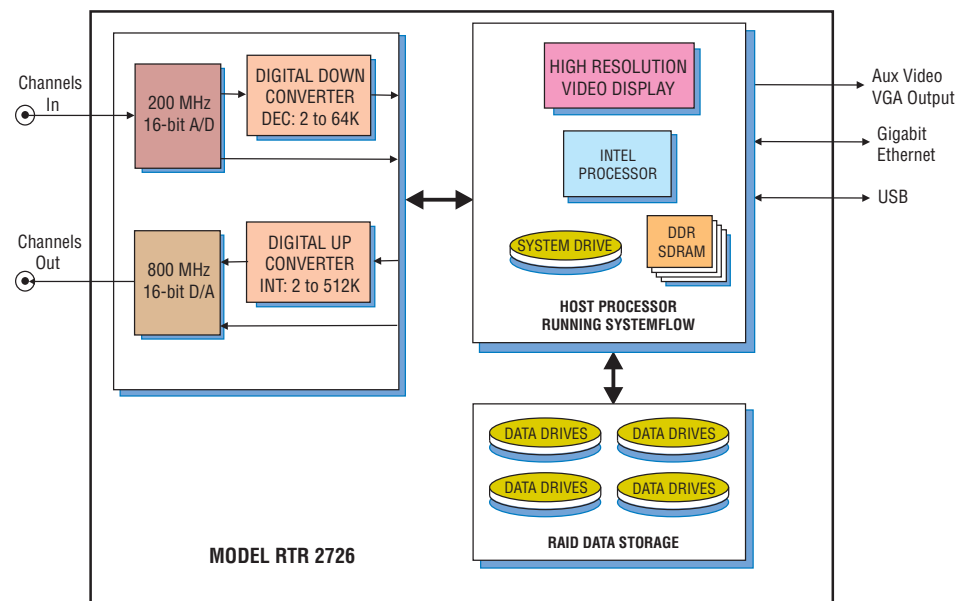 Channels
In
200 MHz
16-bit A/D
DIGITAL DOWN
CONVERTER
DEC: 2 to 64K
Channels
Out
800 MHz
16-bit D/A
DIGITAL UP
CONVERTER
INT: 2 to 512K
HIGH RESOLUTION
VIDEO DISPLAY
INTEL
PROCESSOR
SYSTEM DRIVE
DDR
SDRAM
HOST PROCESSOR
RUNNING SYSTEMFLOW
Aux Video
VGA Output
Gigabit
Ethernet
USB
DATA DRIVES
DATA DRIVES
DATA DRIVES
DATA DRIVES
RAID DATA STORAGE
MODEL RTR 2726